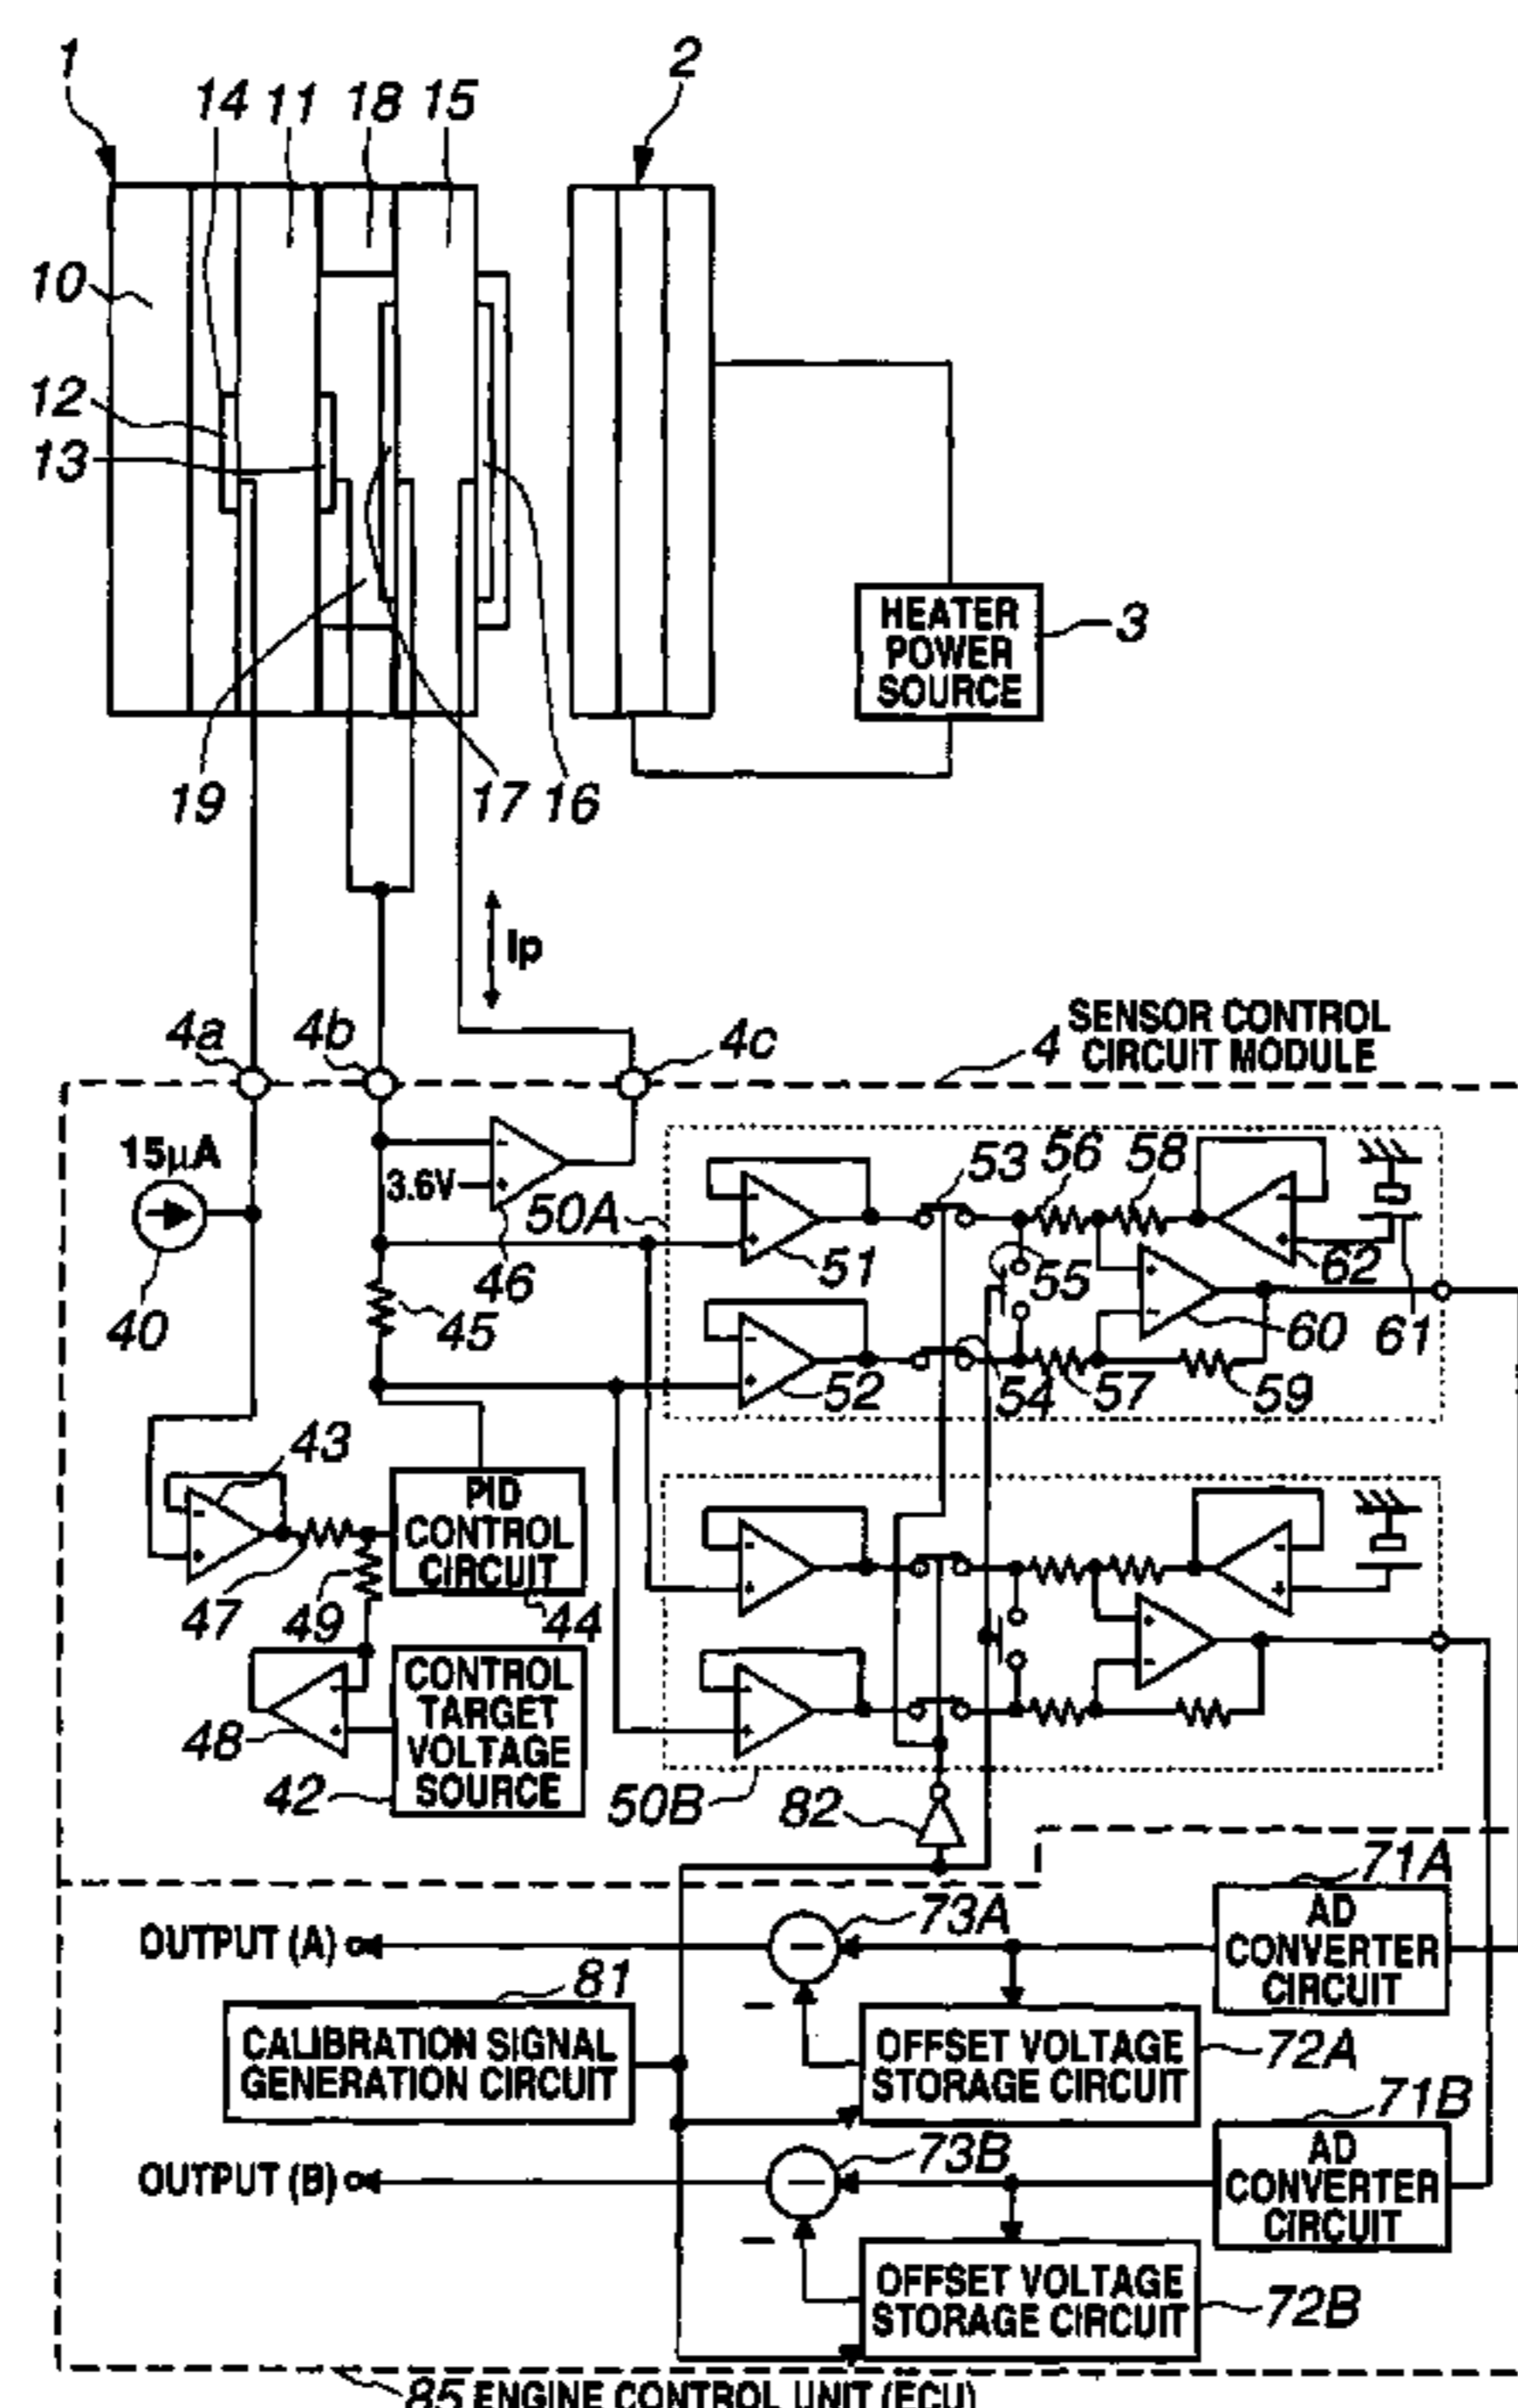 1
2
14 11 18 15
10
12
13
HEATER
POWER
SOURCE
3
19
17 16
Ip
4a
4b
4c
4
SENSOR CONTROL
CIRCUIT MODULE
15μA
3.6V
50A
53 56 58
51
55
62
40
45
46
60 61
52
54 57
59
43
PID
CONTROL
CIRCUIT
47
49
44
CONTROL
TARGET
VOLTAGE
SOURCE
48
42
50B
82
71A
73A
AD
CONVERTER
CIRCUIT
OUTPUT (A)
81
CALIBRATION SIGNAL
GENERATION CIRCUIT
OFFSET VOLTAGE
STORAGE CIRCUIT
72A
71B
73B
AD
CONVERTER
CIRCUIT
OUTPUT (B)
OFFSET VOLTAGE
STORAGE CIRCUIT
72B
85 ENGINE CONTROL UNIT (ECU)